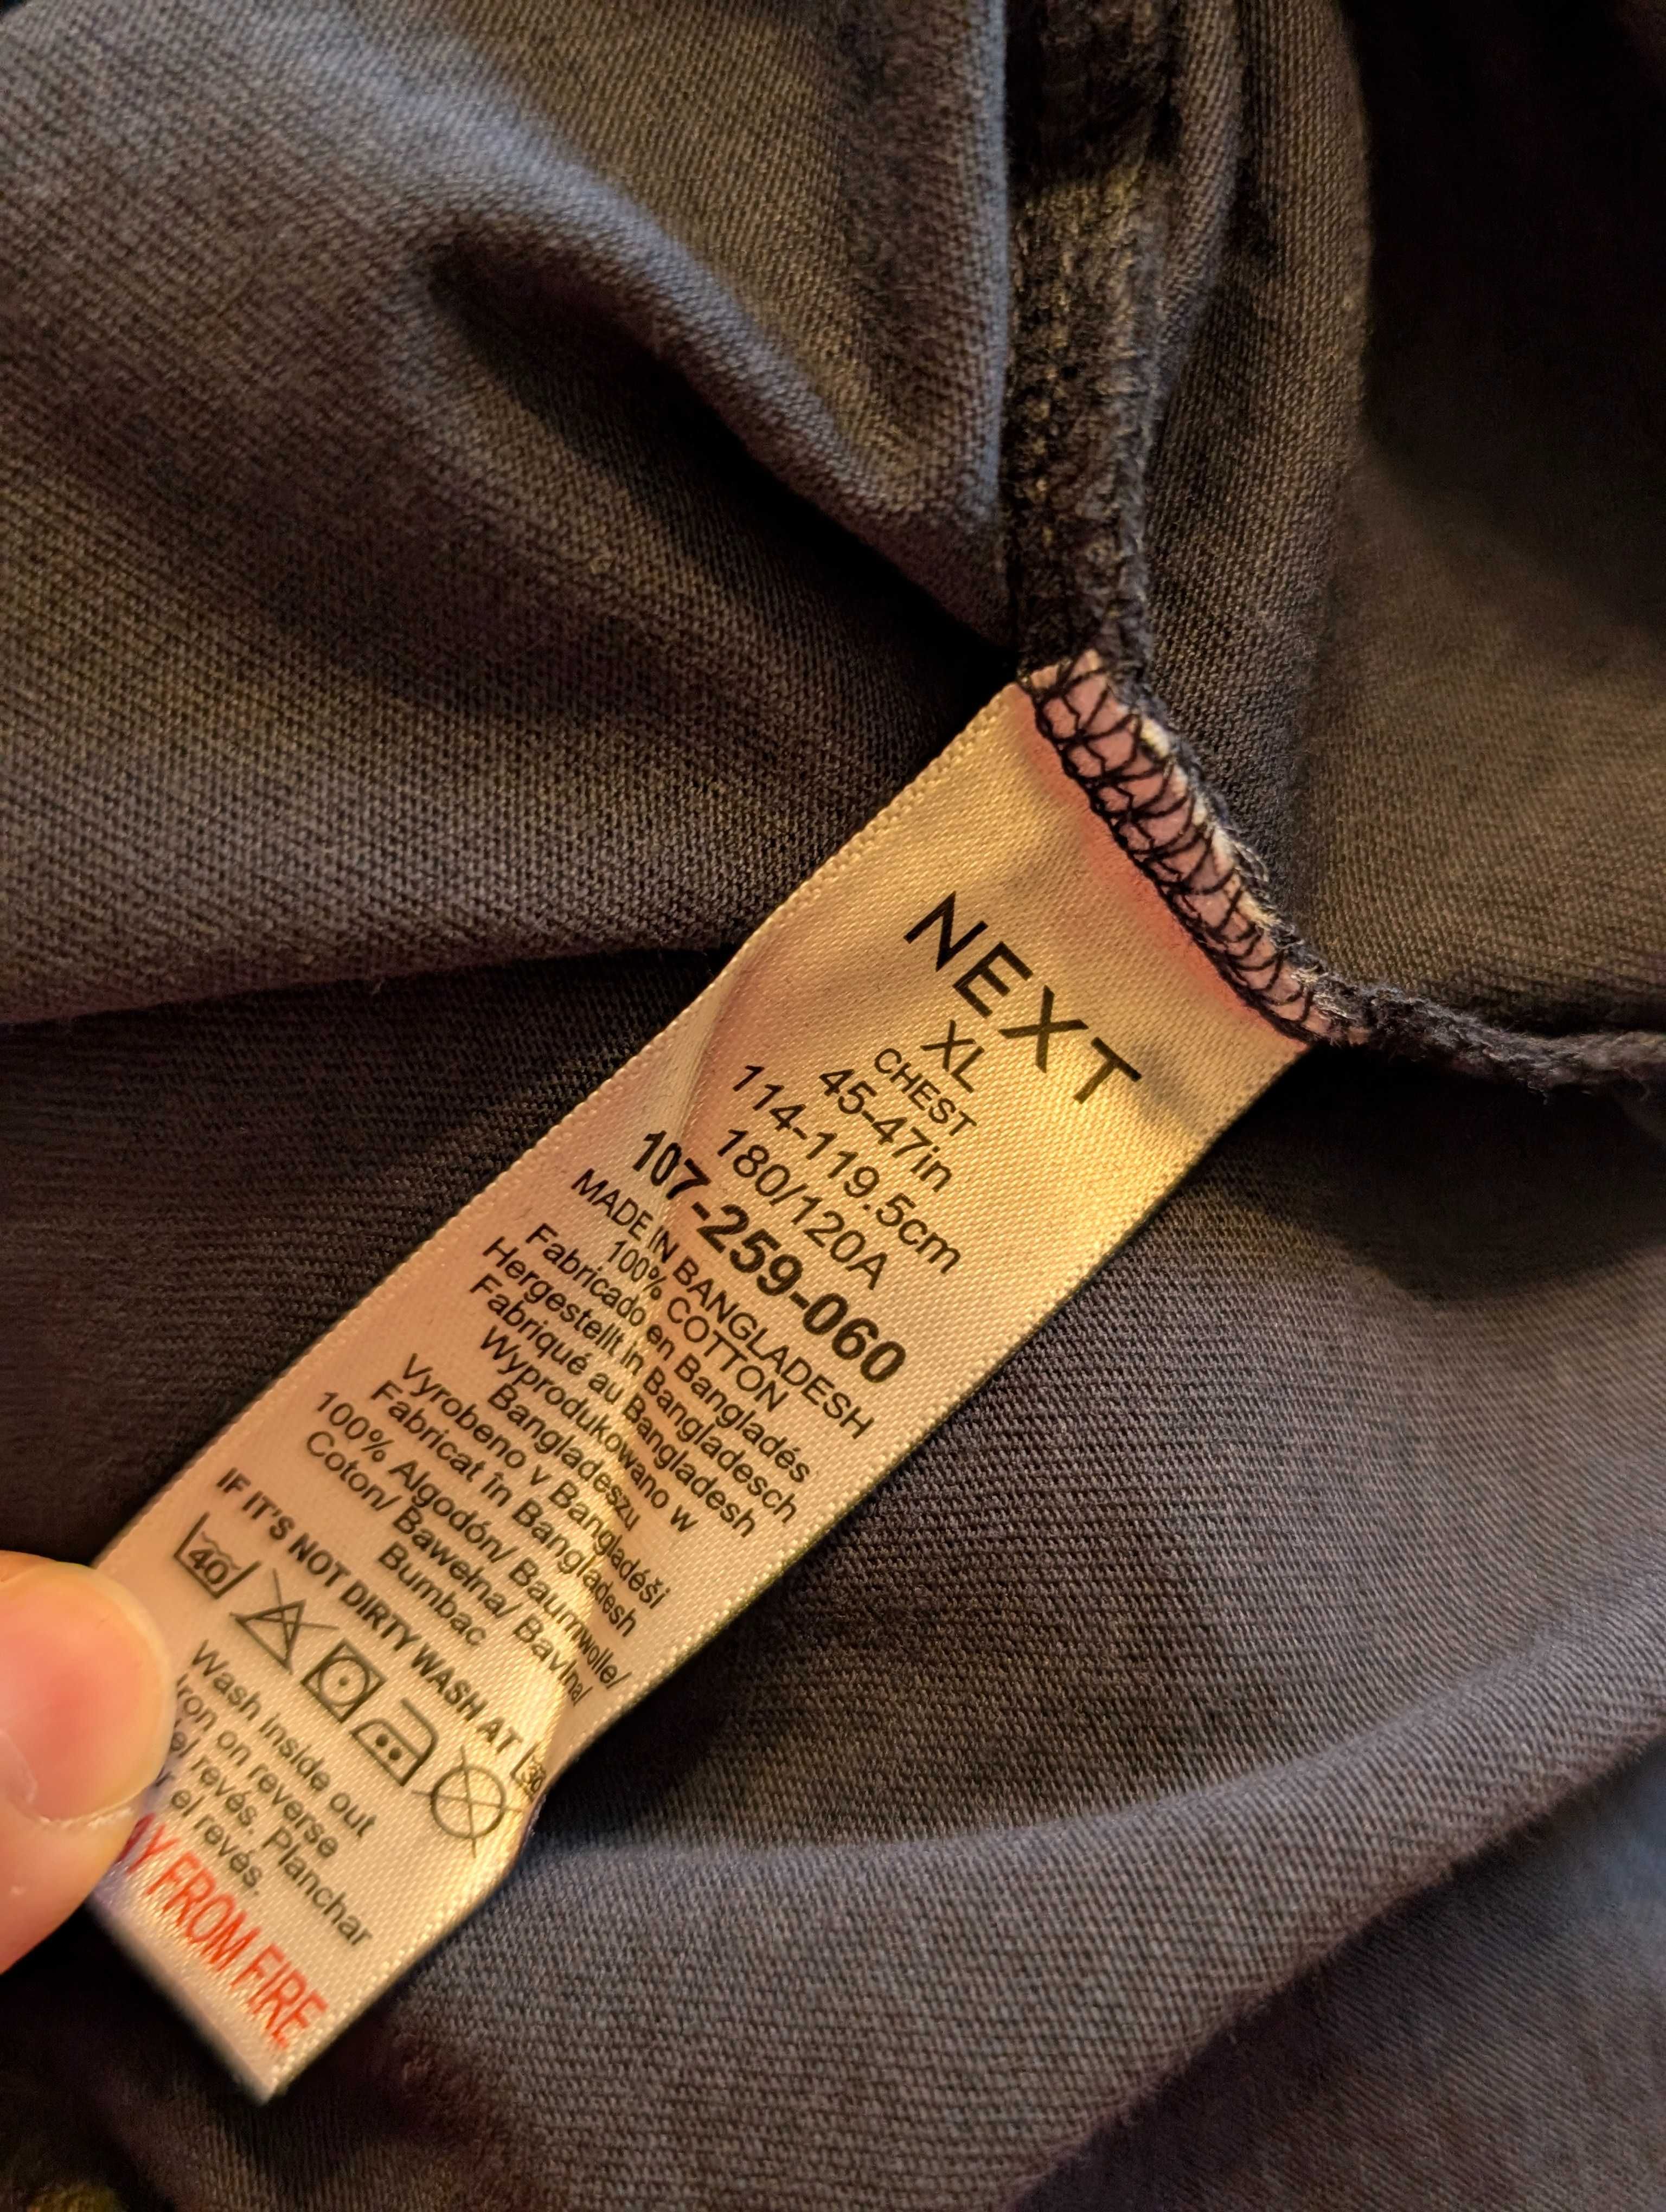 NEXT
XL
CHEST
45-47in
114-119.5cm
180/120A
107-259-060
MADE IN BANGLADESH
100% COTTON
Fabricado en Bangladés
Hergestellt in Bangladesch
Fabriqué au Bangladesh
Wyprodukowano w
Bangladeszu
Vyrobeno v Bangladéši
Fabricat în Bangladesh
100% Algodón/ Baumwolle/
Coton/ Bawełna/ Bavlna/
Bumbac
IF IT'S NOT DIRTY WASH AT 30
40
Wash inside out
Iron on reverse
el revés. Planchar
el revés.
FROM FIRE